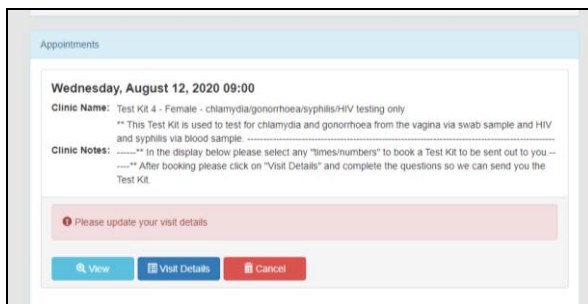 Appointments
Wednesday, August 12, 2020 09:00
Clinic Name: Test Kit 4 - Female - chlamydia/gonorrhoea/syphilis/HIV testing only
** This Test Kit is used to test for chlamydia and gonorrhoea from the vagina via swab sample and HIV
and syphilis via blood sample. --------------------------------------------------------------------------------
Clinic Notes: ------** In the display below please select any "times/numbers" to book a Test Kit to be sent out to you.--
----** After booking please click on "Visit Details" and complete the questions so we can send you the
Test Kit.
Please update your visit details
View Visit Details Cancel